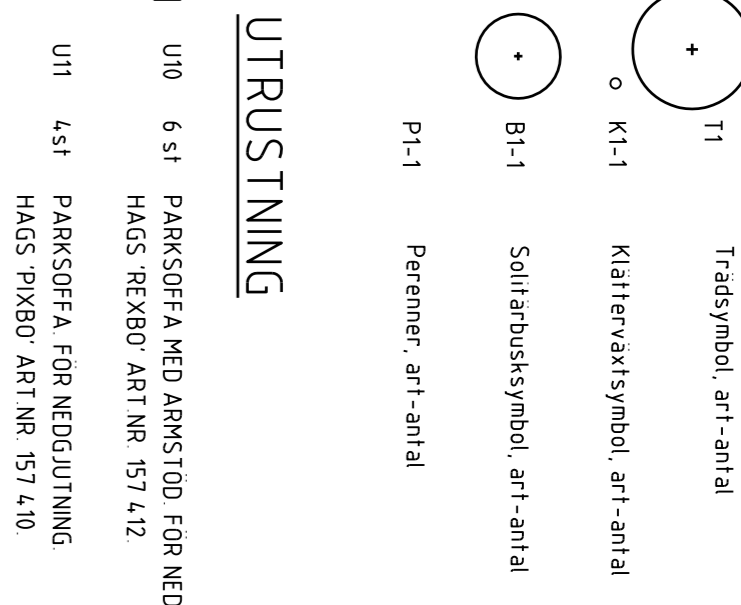 T1 Trädsymbol, art-antal
K1-1 Klätterväxtsymbol, art-antal
B1-1 Solitärbusksymbol, art-antal
P1-1 Perenner, art-antal
UTRUSTNING
U10 6 st PARKSOFFA MED ARMSTÖD. FÖR NED
HAGS 'REXBO' ART.NR. 157 412.
U11 4st PARKSOFFA. FÖR NEDGJUTNING.
HAGS 'PIXBO' ART.NR. 157 410.